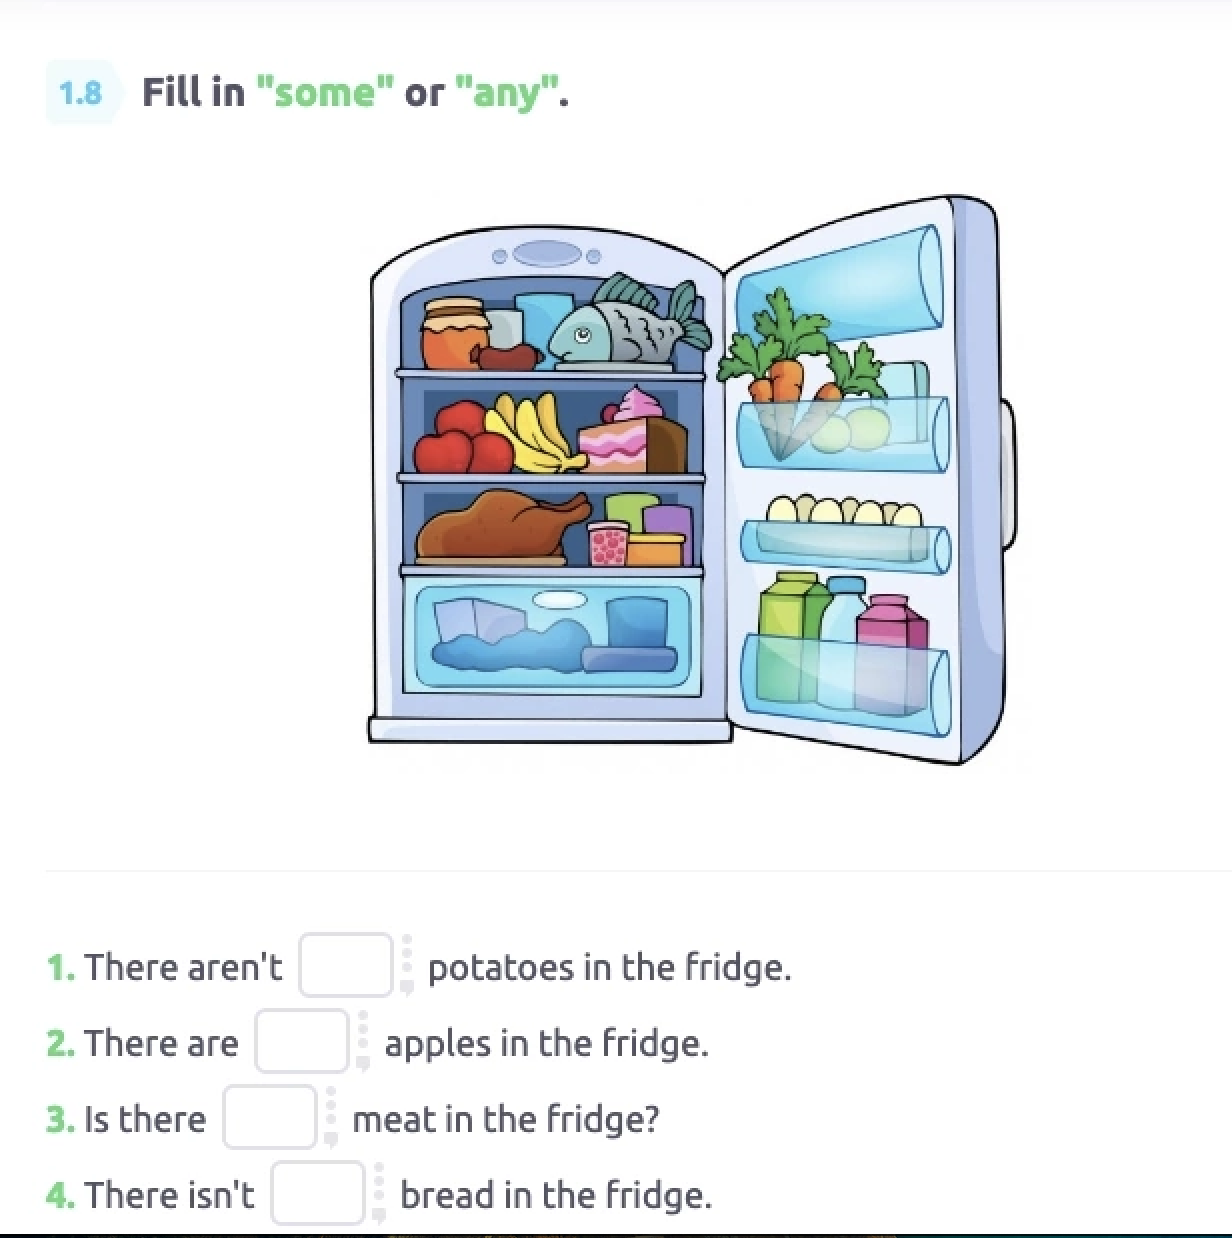 1.8 Fill in "some" or "any".
1. There aren't potatoes in the fridge.
2. There are apples in the fridge.
3. Is there meat in the fridge?
4. There isn't bread in the fridge.